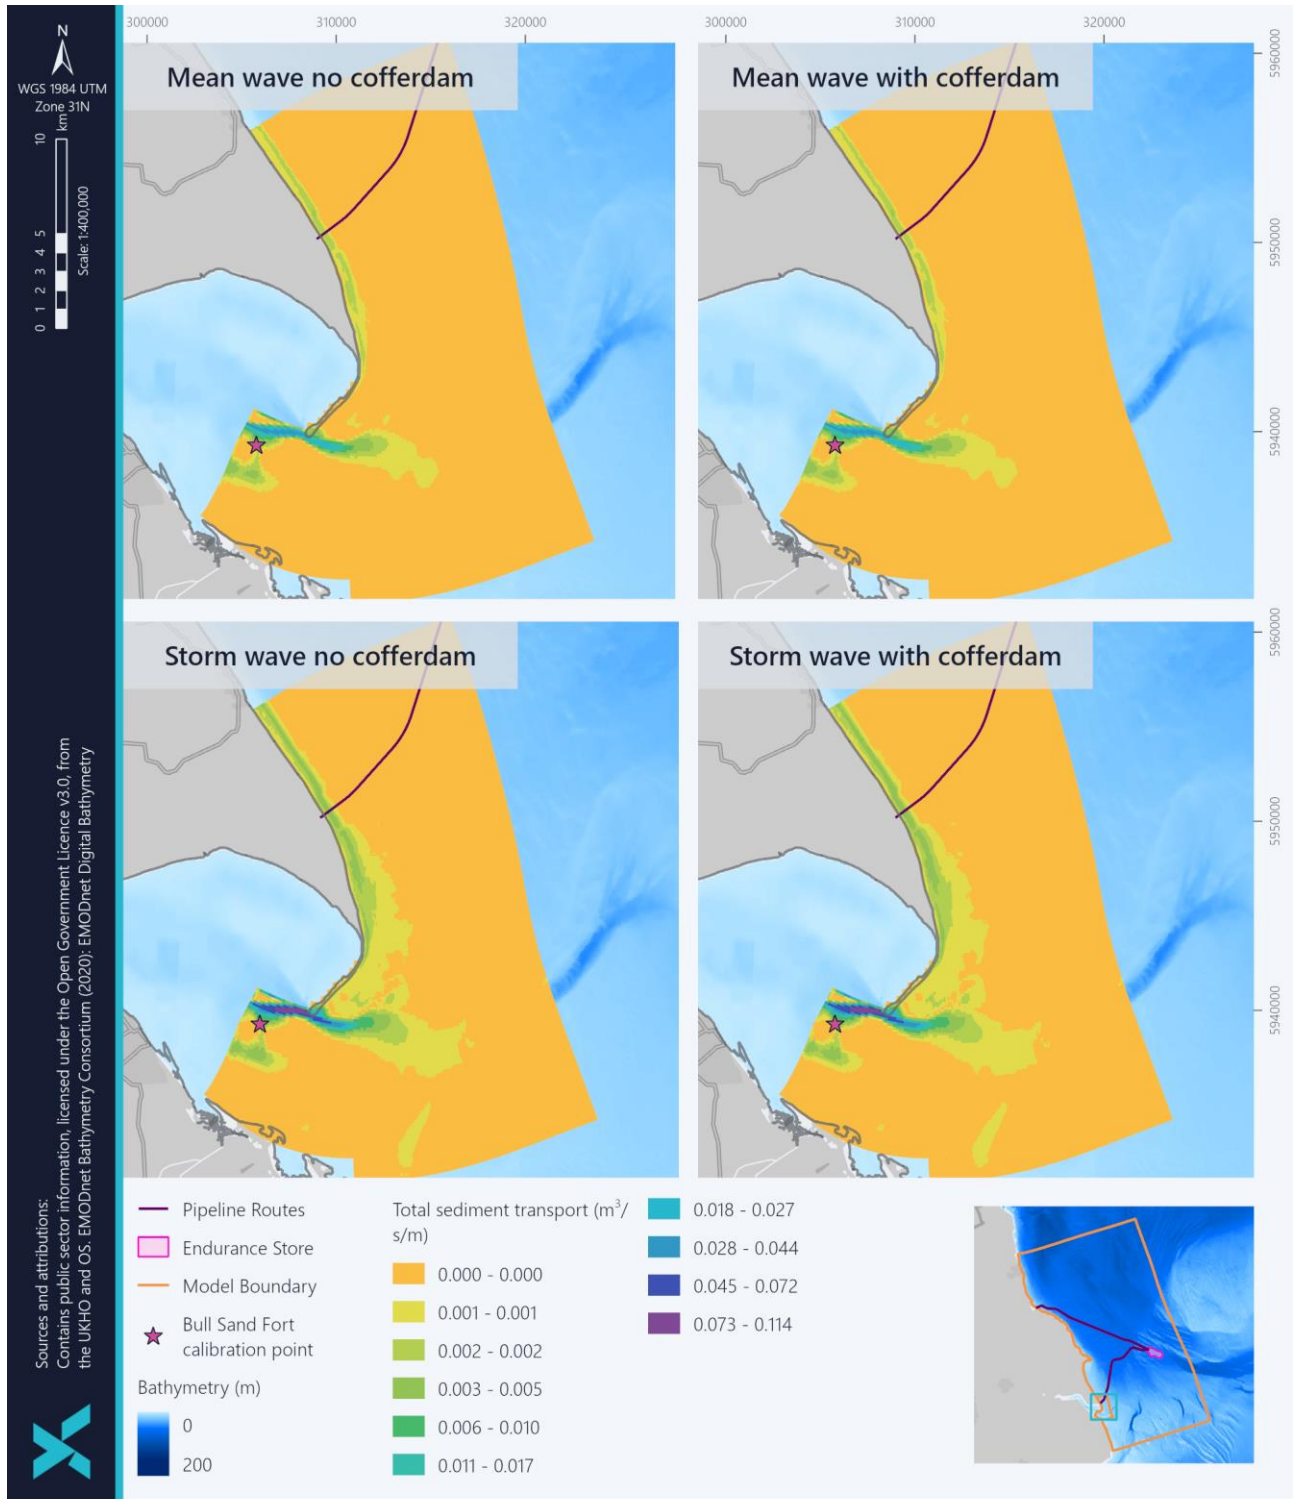 300000
310000
320000
300000
310000
320000
N
WGS 1984 UTM
Zone 31N
0 1 2 3 4 5 10
km
Scale: 1:400,000
Mean wave no cofferdam
Mean wave with cofferdam
5960000
5950000
5940000
Storm wave no cofferdam
Storm wave with cofferdam
5960000
5950000
5940000
Sources and attributions:
Contains public sector information, licensed under the Open Government Licence v3.0, from
the UKHO and OS. EMODnet Bathymetry Consortium (2020): EMODnet Digital Bathymetry
Pipeline Routes
Endurance Store
Model Boundary
Bull Sand Fort
calibration point
Bathymetry (m)
0
200
Total sediment transport (m³/
s/m)
0.000 - 0.000
0.001 - 0.001
0.002 - 0.002
0.003 - 0.005
0.006 - 0.010
0.011 - 0.017
0.018 - 0.027
0.028 - 0.044
0.045 - 0.072
0.073 - 0.114